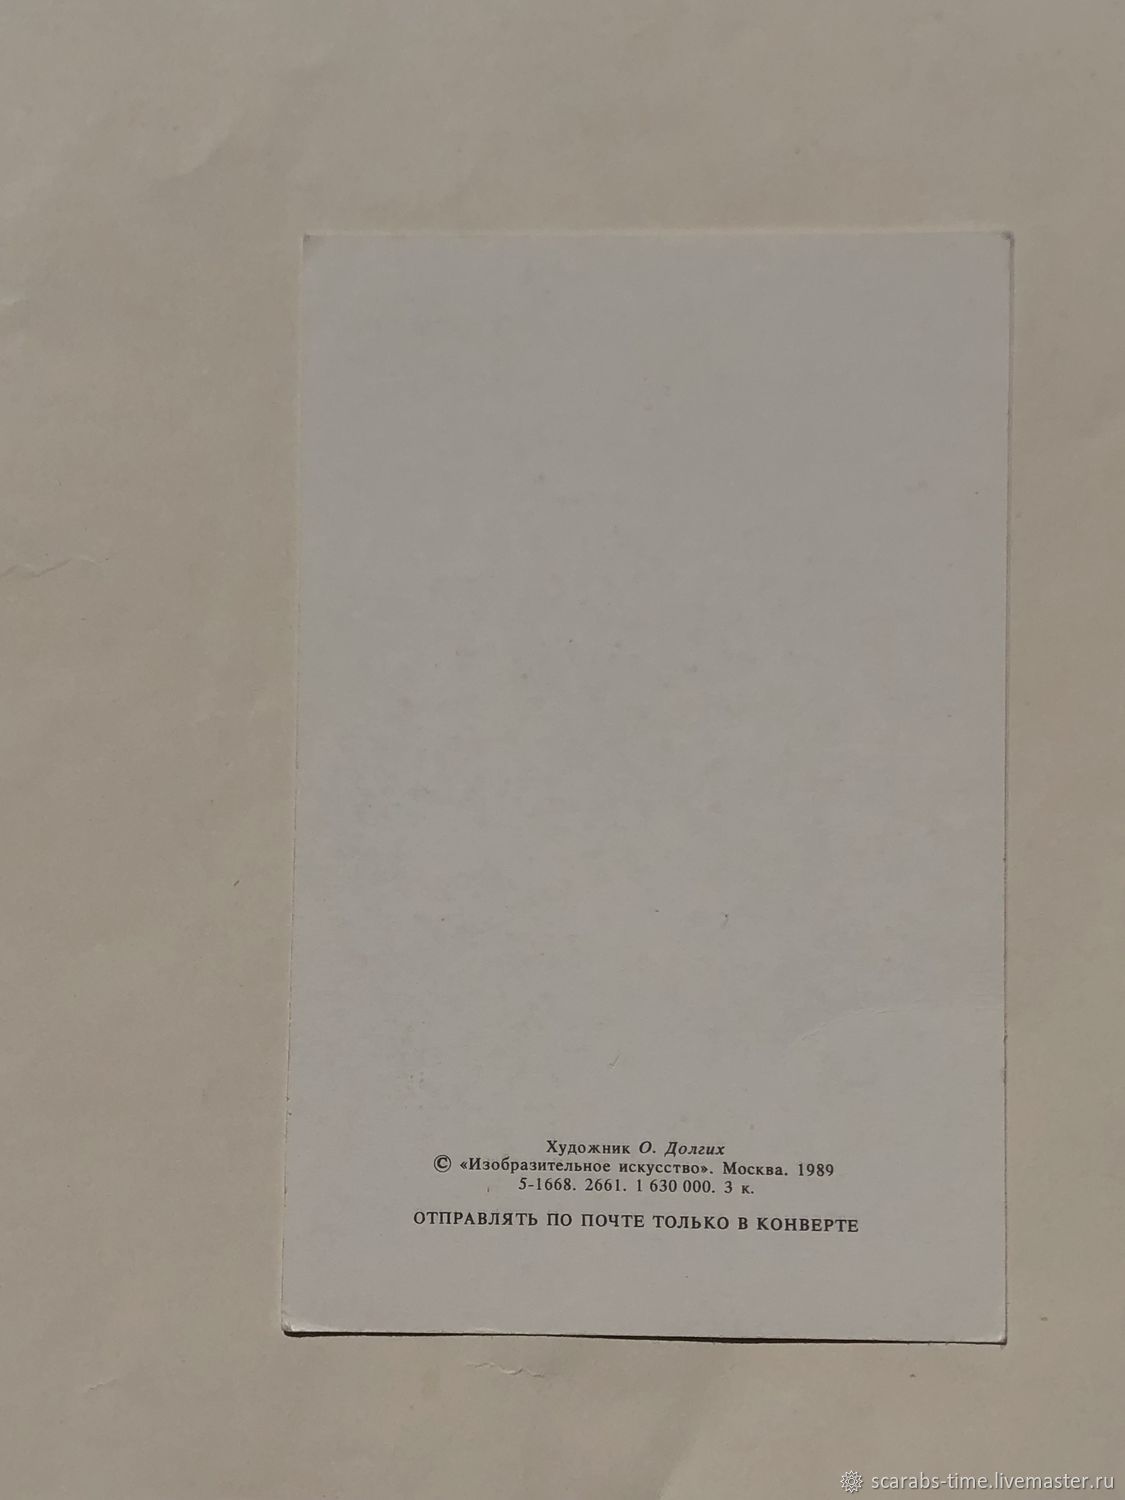 Художник О. Долгих
© «Изобразительное искусство». Москва. 1989
5-1668. 2661. 1 630 000. 3 к.
ОТПРАВЛЯТЬ ПО ПОЧТЕ ТОЛЬКО В КОНВЕРТЕ
scarabs-time.livemaster.ru